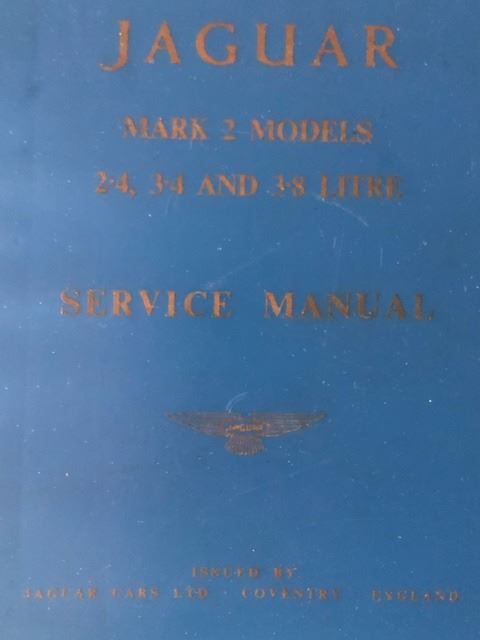 JAGUAR
MARK 2 MODELS
2·4, 3·4 AND 3·8 LITRE
SERVICE MANUAL
JAGUAR
ISSUED BY
JAGUAR CARS LTD · COVENTRY · ENGLAND